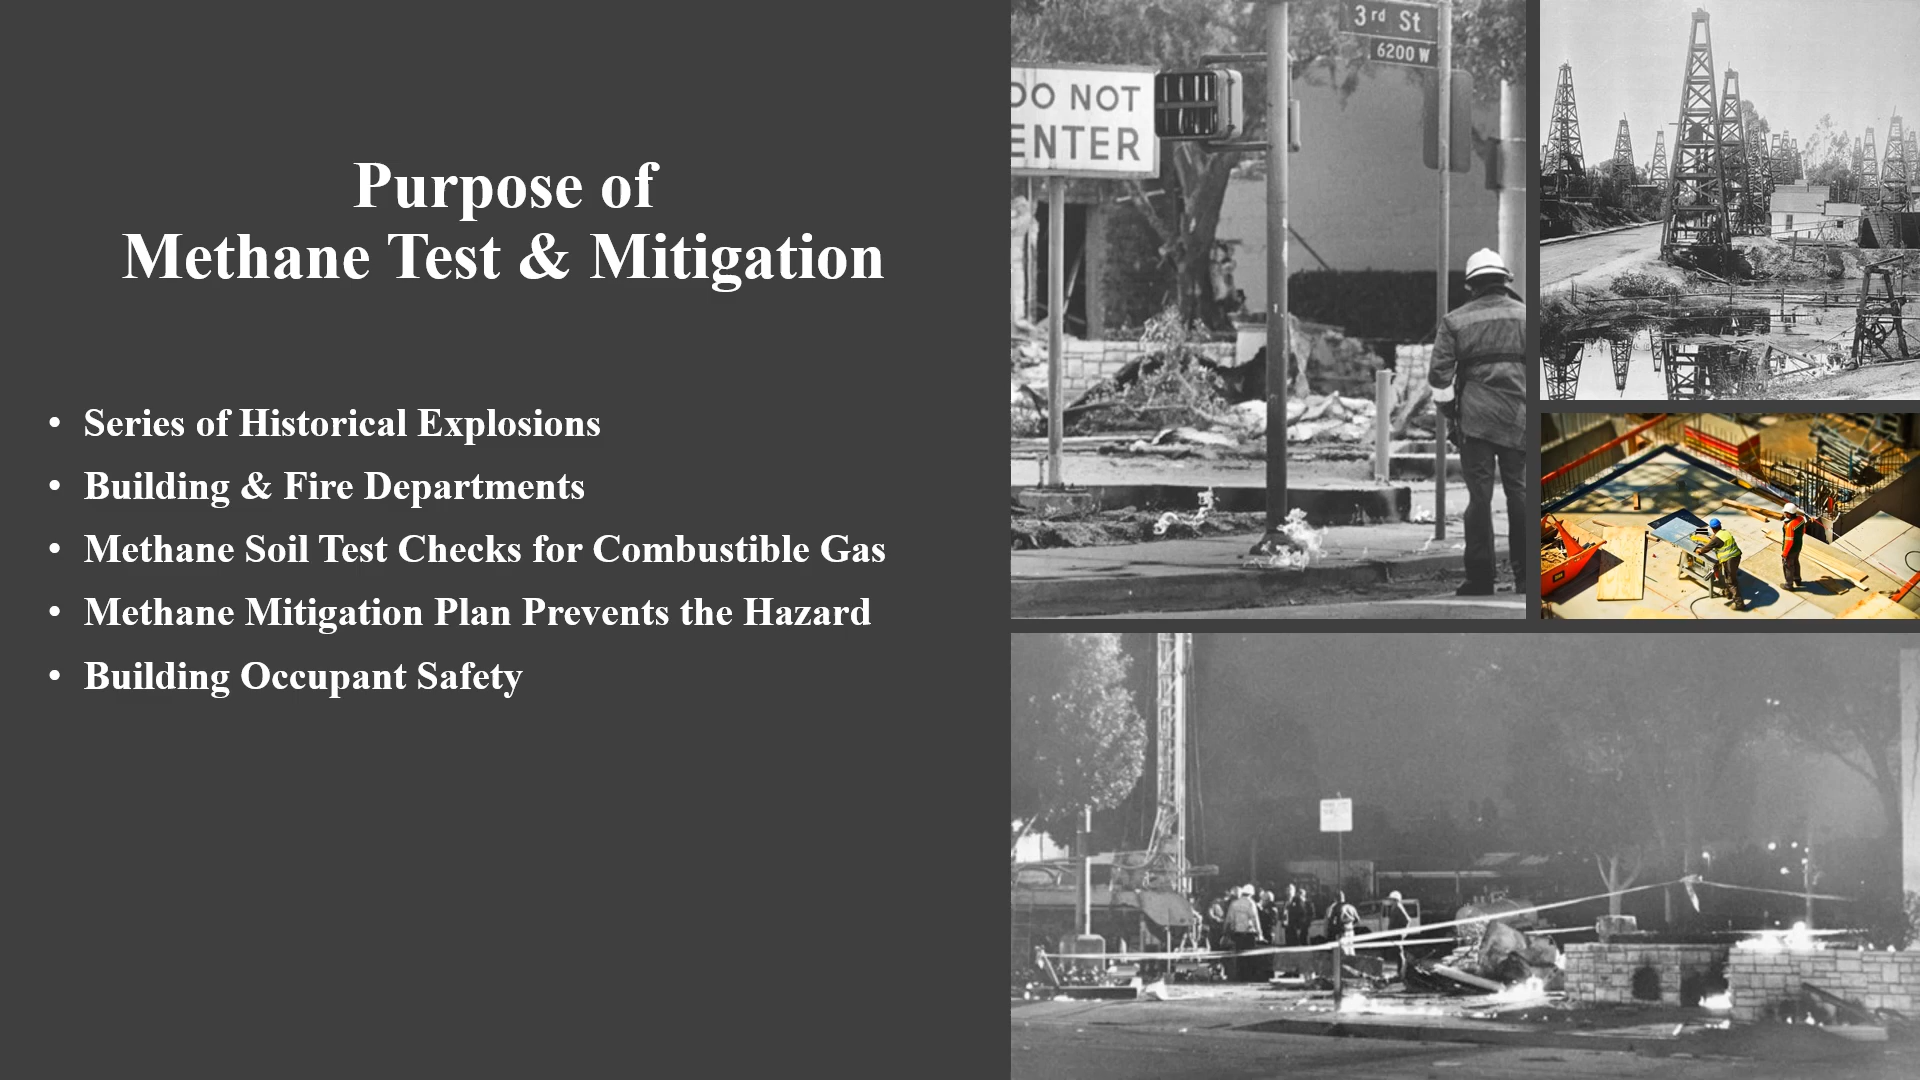 Purpose of
Methane Test & Mitigation
• Series of Historical Explosions
• Building & Fire Departments
• Methane Soil Test Checks for Combustible Gas
• Methane Mitigation Plan Prevents the Hazard
• Building Occupant Safety
3rd St
6200 W
DO NOT
ENTER